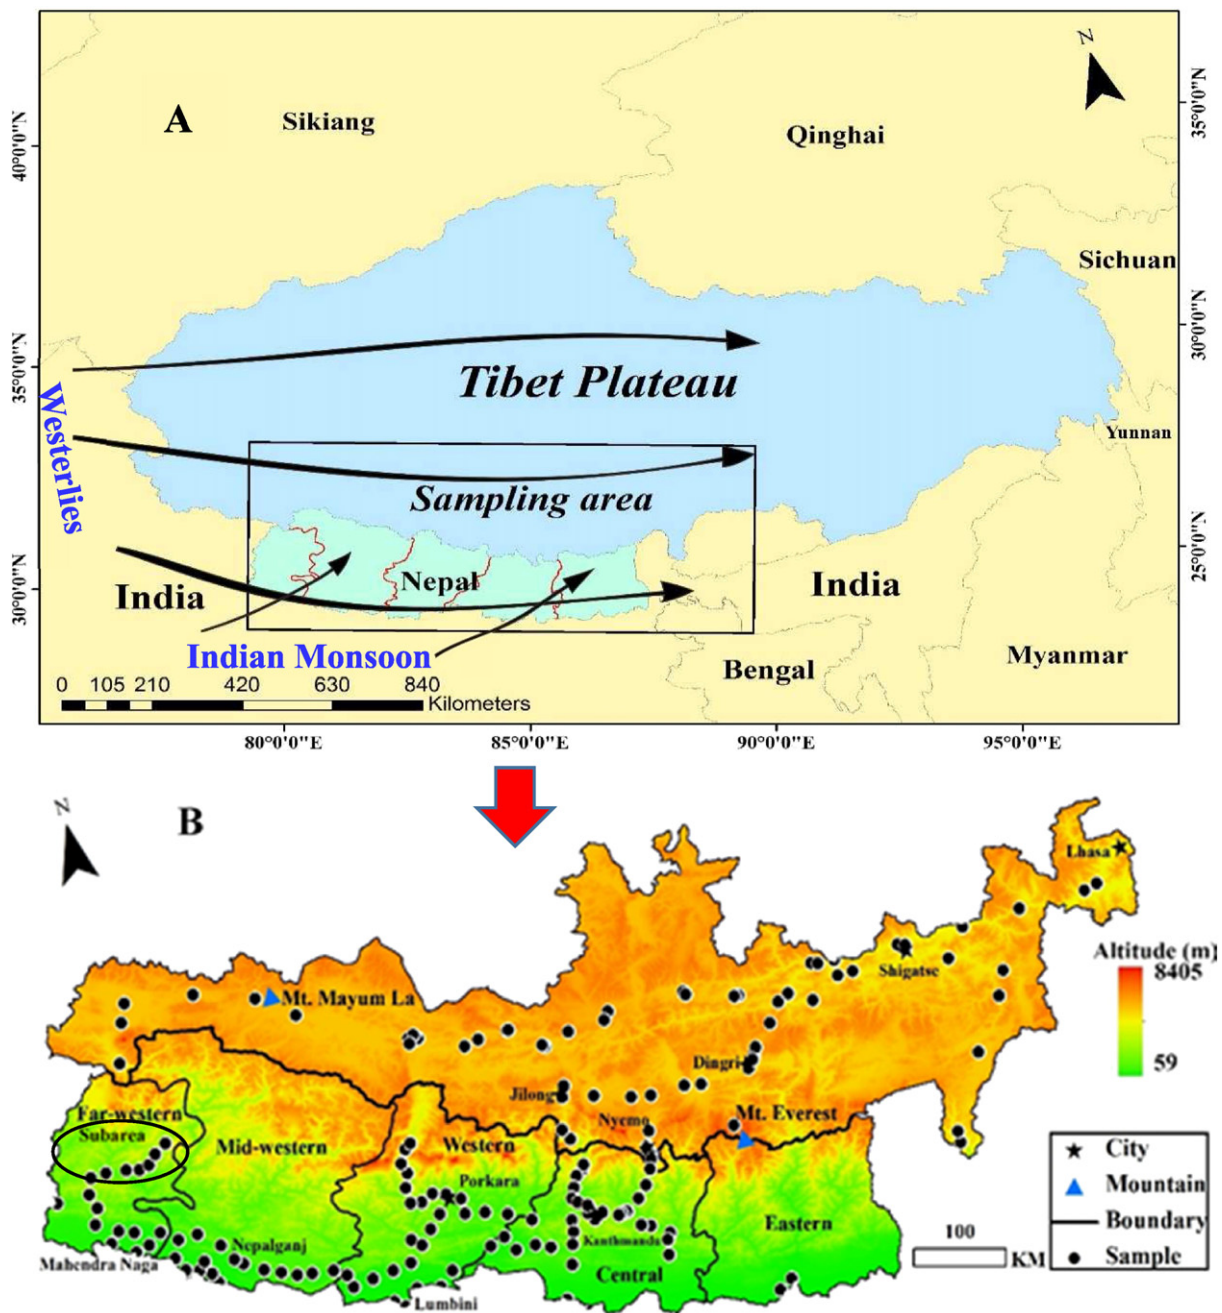 N
A
Sikiang
Qinghai
Sichuan
Tibet Plateau
Westerlies
Yunnan
Sampling area
Nepal
India
India
Indian Monsoon
Bengal
Myanmar
0 105 210 420 630 840
Kilometers
40°0'0"N
35°0'0"N
30°0'0"N
35°0'0"N
30°0'0"N
25°0'0"N
80°0'0"E 85°0'0"E 90°0'0"E 95°0'0"E
N
B
Lhasa
Altitude (m)
8405
59
Shigatse
Mt. Mayum La
Dingri
Jilong
Nyemo
Mt. Everest
Far-western
Subarea
Mid-western
Western
Porkara
Eastern
Kanthmandu
Nepalganj
Mahendra Naga
Central
Lumbini
100
KM
City
Mountain
Boundary
Sample